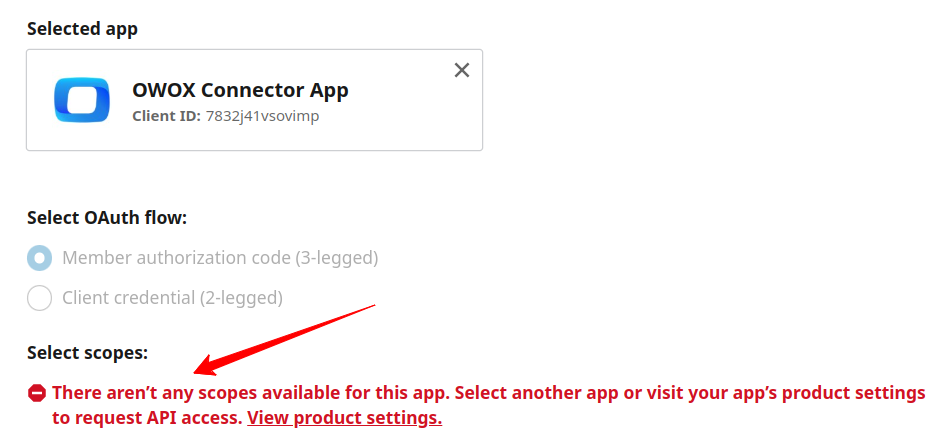 Selected app
OWOX Connector App
Client ID: 7832j41vsovimp
Select OAuth flow:
Member authorization code (3-legged)
Client credential (2-legged)
Select scopes:
There aren’t any scopes available for this app. Select another app or visit your app’s product settings
to request API access. View product settings.